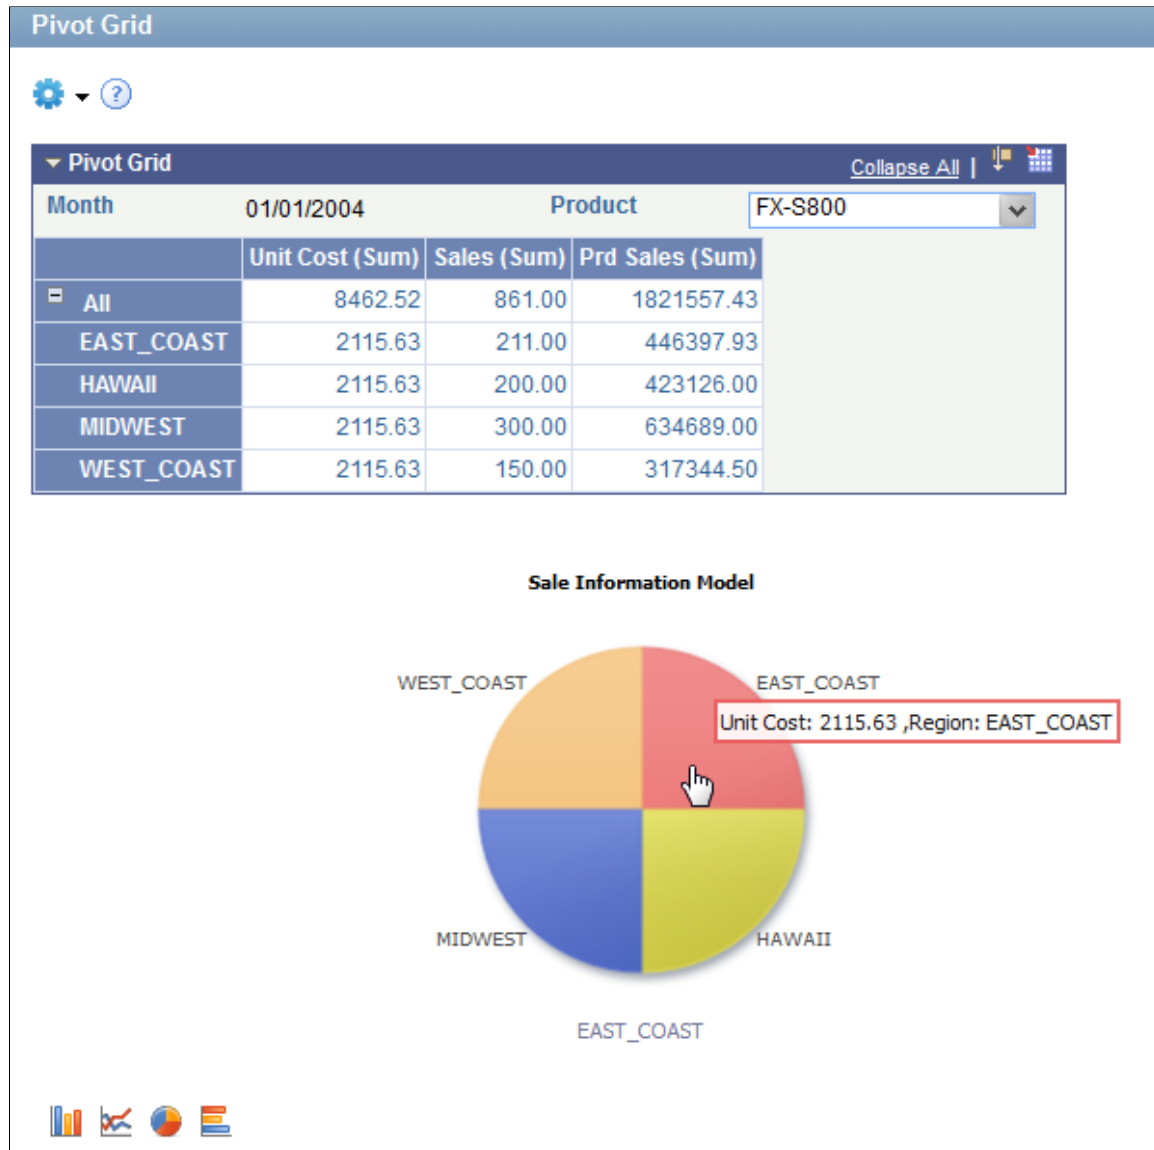 Pivot Grid
?
Pivot Grid Collapse All |
Month 01/01/2004 Product FX-S800
Unit Cost (Sum) Sales (Sum) Prd Sales (Sum)
All 8462.52 861.00 1821557.43
EAST_COAST 2115.63 211.00 446397.93
HAWAII 2115.63 200.00 423126.00
MIDWEST 2115.63 300.00 634689.00
WEST_COAST 2115.63 150.00 317344.50
Sale Information Model
WEST_COAST EAST_COAST
Unit Cost: 2115.63 ,Region: EAST_COAST
MIDWEST HAWAII
EAST_COAST